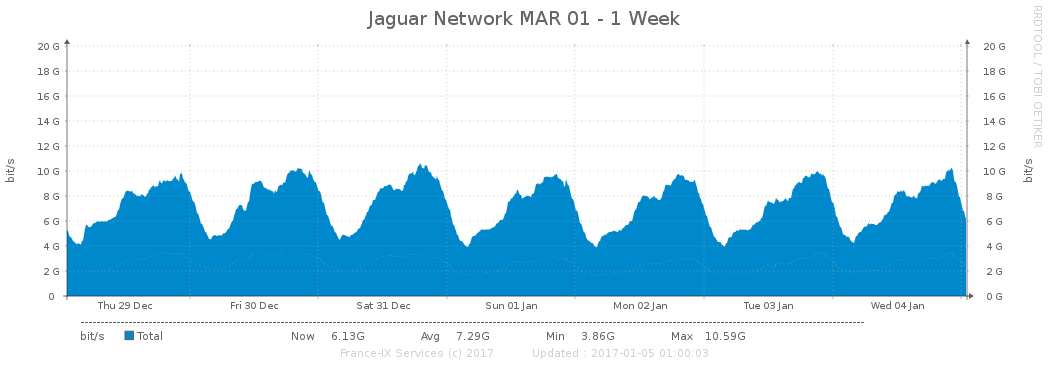 Jaguar Network MAR 01 - 1 Week
RRDTOOL / TOBI OETIKER
20 G 20 G
18 G 18 G
16 G 16 G
14 G 14 G
12 G 12 G
10 G 10 G
8 G 8 G
6 G 6 G
4 G 4 G
2 G 2 G
0 0 G
bit/s
bit/s
Thu 29 Dec Fri 30 Dec Sat 31 Dec Sun 01 Jan Mon 02 Jan Tue 03 Jan Wed 04 Jan
bit/s Total Now 6.13G Avg 7.29G Min 3.86G Max 10.59G
France-IX Services (c) 2017 Updated : 2017-01-05 01:00:03